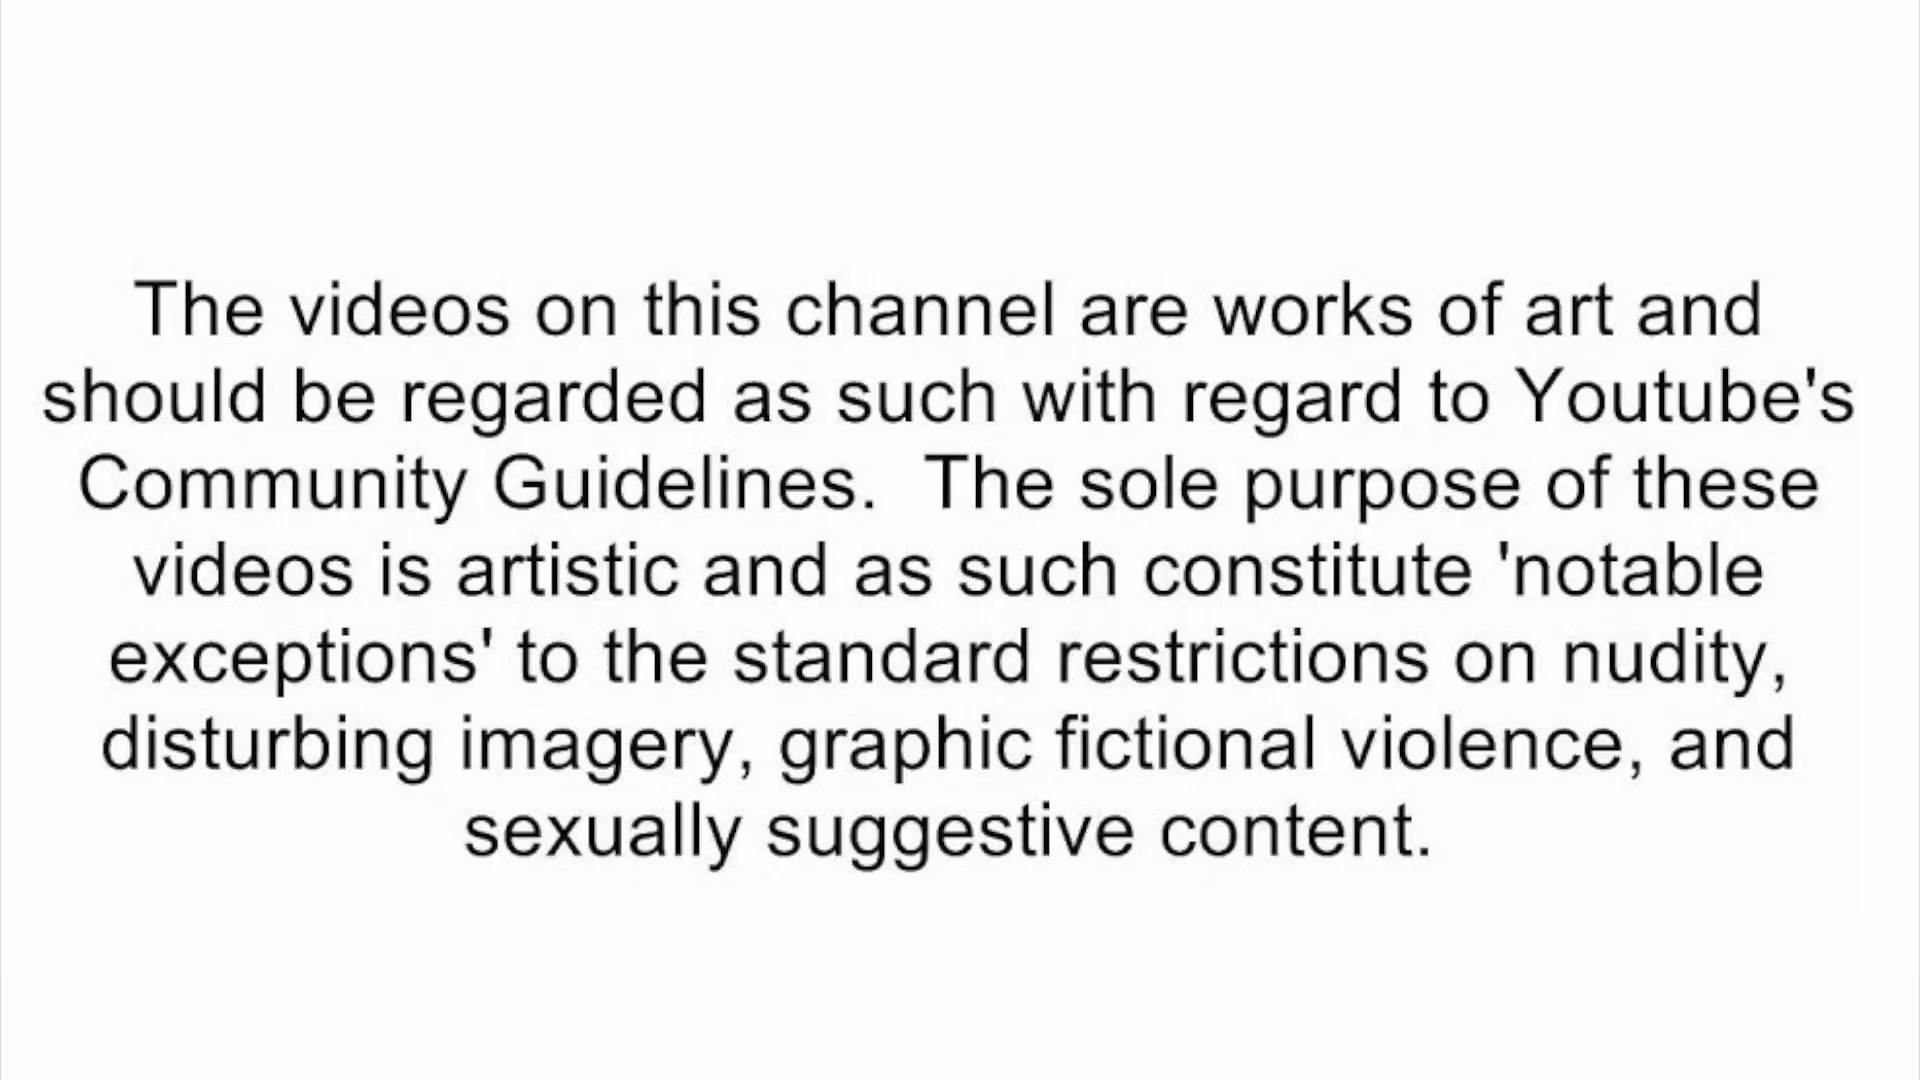 The videos on this channel are works of art and
should be regarded as such with regard to Youtube's
Community Guidelines.  The sole purpose of these
videos is artistic and as such constitute 'notable
exceptions' to the standard restrictions on nudity,
disturbing imagery, graphic fictional violence, and
sexually suggestive content.